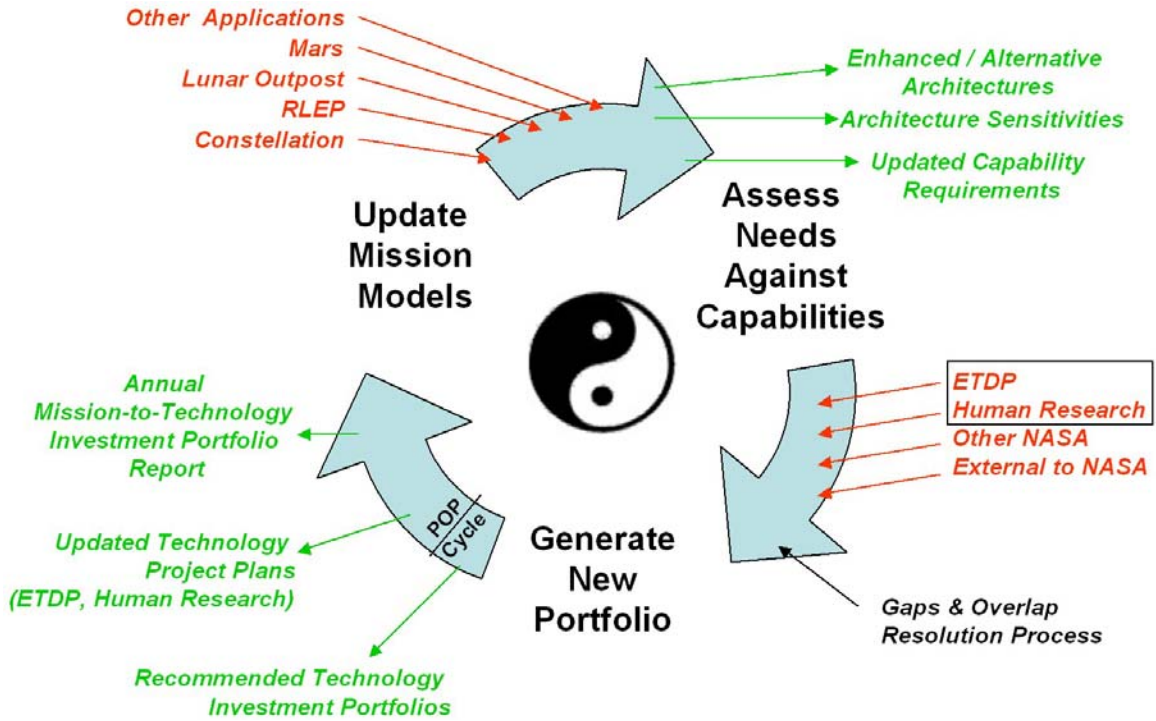 Other Applications
Mars
Lunar Outpost
RLEP
Constellation
Enhanced / Alternative
Architectures
Architecture Sensitivities
Updated Capability
Requirements
Update
Mission
Models
Assess
Needs
Against
Capabilities
ETDP
Human Research
Other NASA
External to NASA
Gaps & Overlap
Resolution Process
Generate
New
Portfolio
POP
Cycle
Annual
Mission-to-Technology
Investment Portfolio
Report
Updated Technology
Project Plans
(ETDP, Human Research)
Recommended Technology
Investment Portfolios